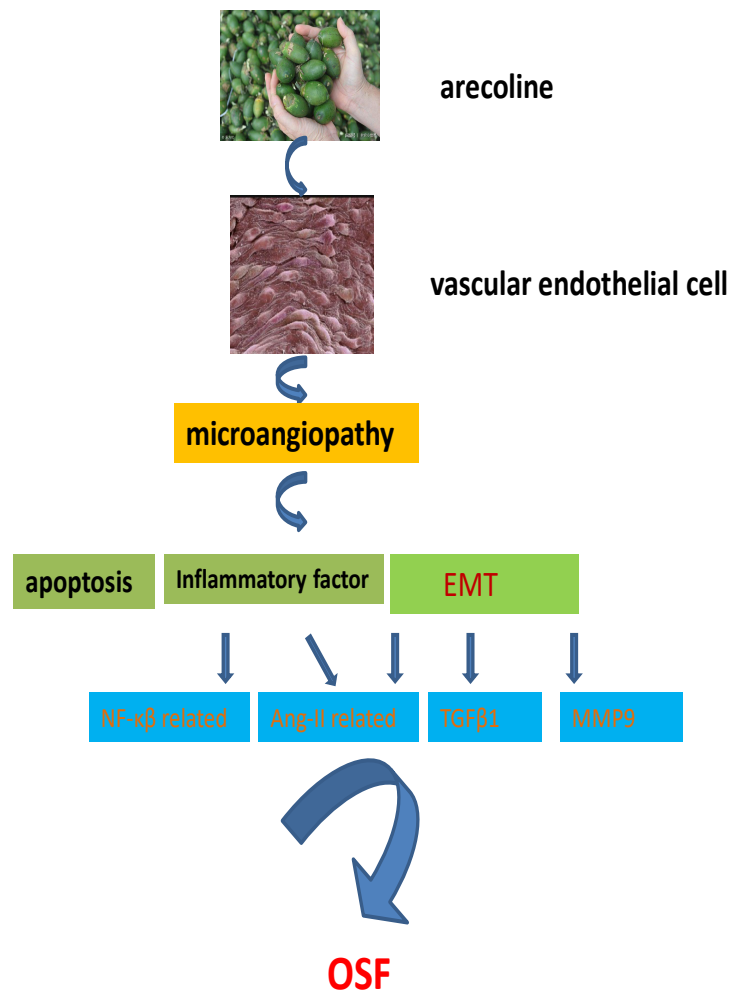 arecoline
vascular endothelial cell
microangiopathy
apoptosis
Inflammatory factor
EMT
NF-κβ related
Ang-II related
TGFβ1
MMP9
OSF